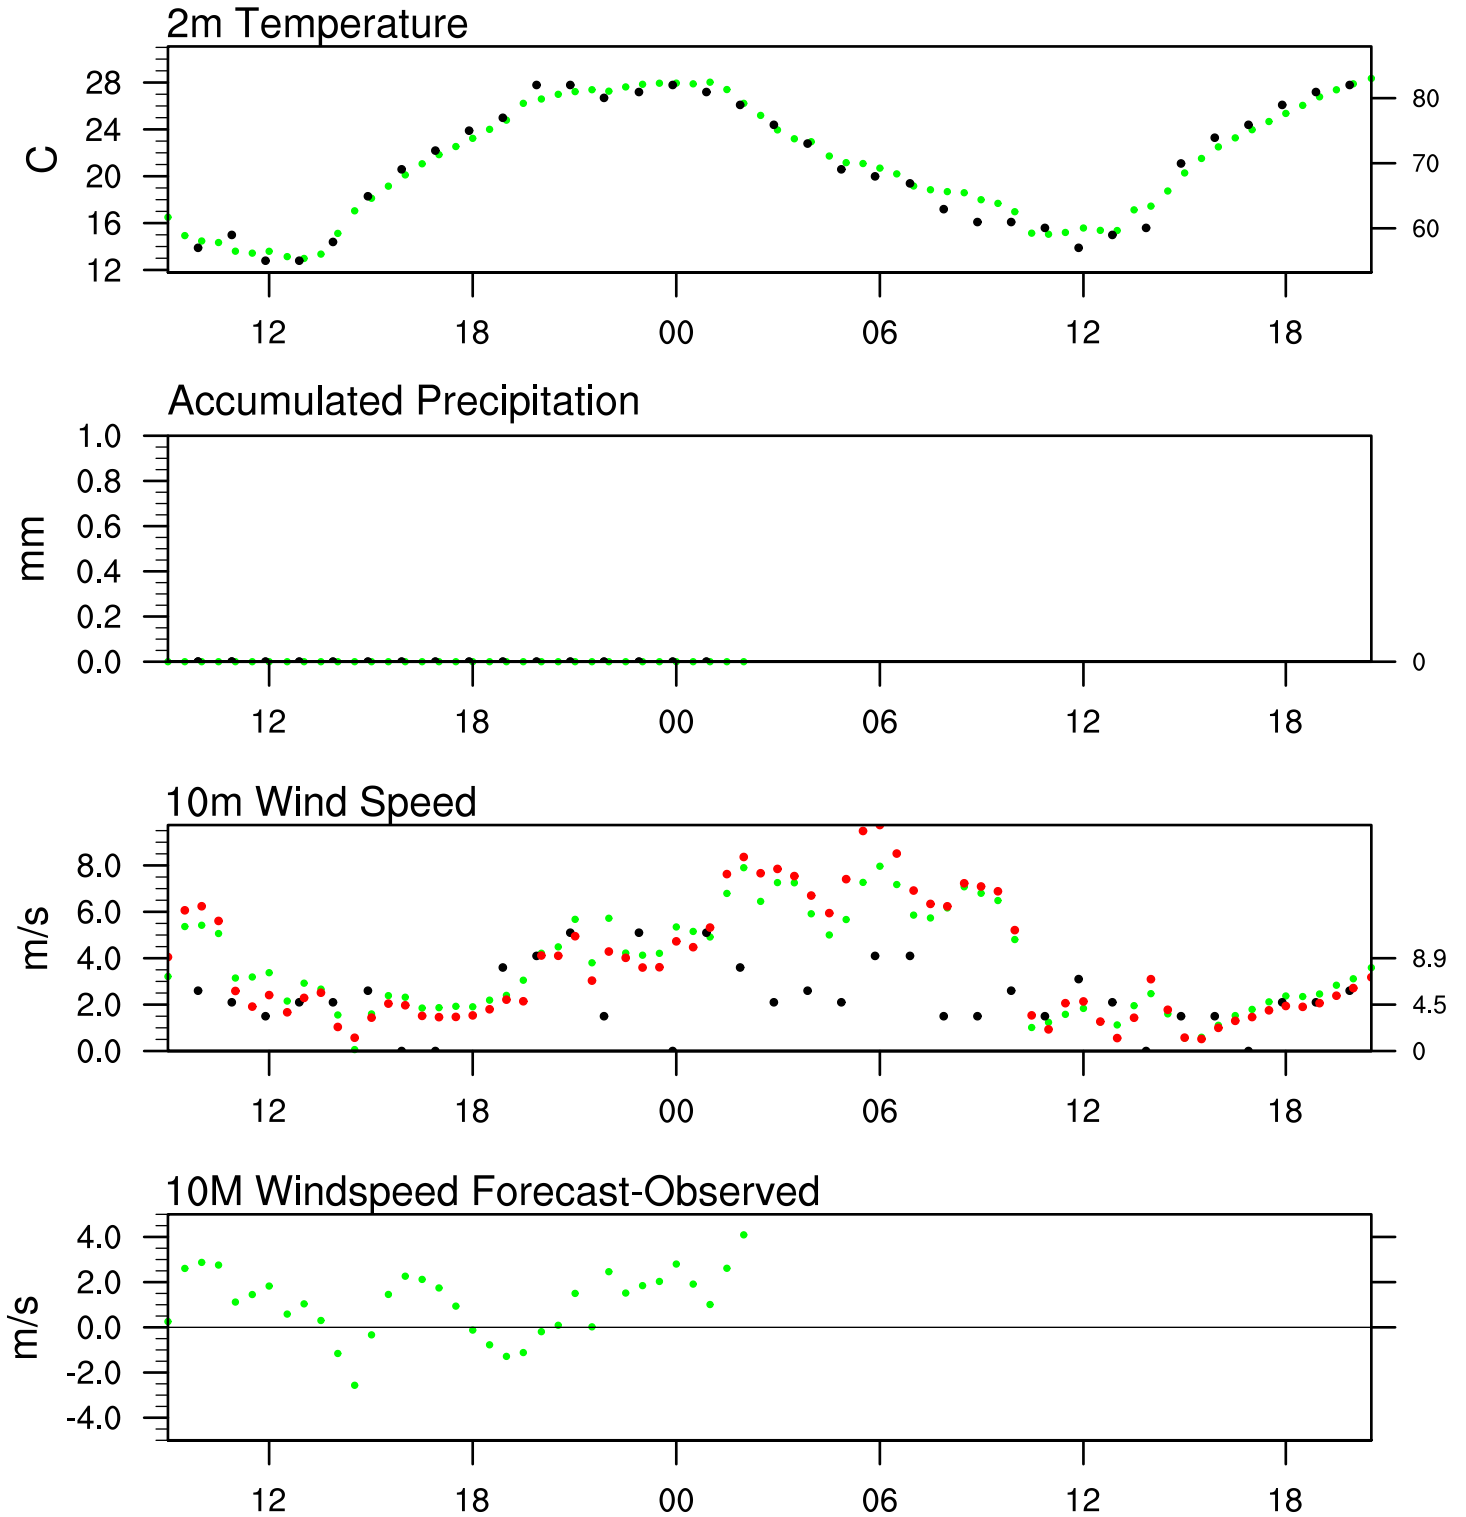 2m Temperature
28
24
20
16
12
C
80
70
60
12 18 00 06 12 18
Accumulated Precipitation
1.0
0.8
0.6
0.4
0.2
0.0
mm
0
12 18 00 06 12 18
10m Wind Speed
8.0
6.0
4.0
2.0
0.0
m/s
8.9
4.5
0
12 18 00 06 12 18
10M Windspeed Forecast-Observed
4.0
2.0
0.0
-2.0
-4.0
m/s
12 18 00 06 12 18